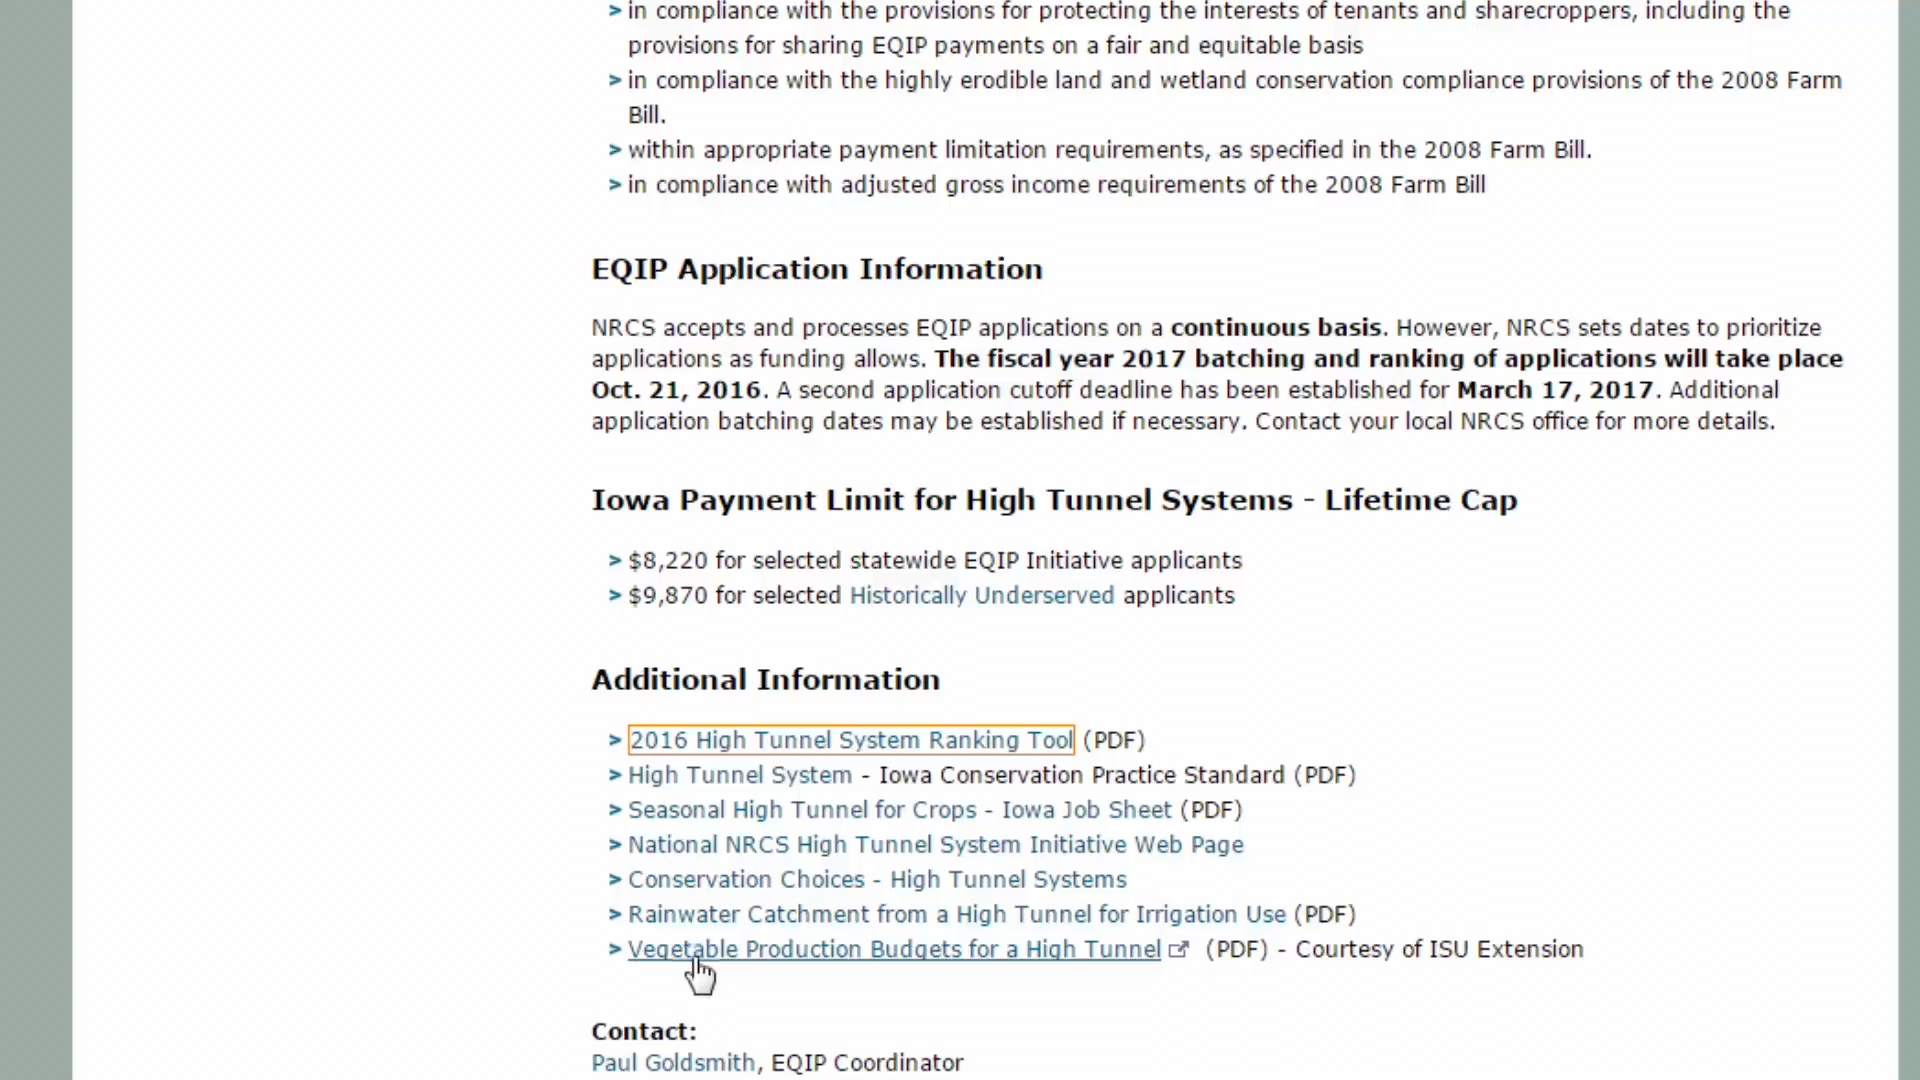 > in compliance with the provisions for protecting the interests of tenants and sharecroppers, including the
provisions for sharing EQIP payments on a fair and equitable basis
> in compliance with the highly erodible land and wetland conservation compliance provisions of the 2008 Farm
Bill.
> within appropriate payment limitation requirements, as specified in the 2008 Farm Bill.
> in compliance with adjusted gross income requirements of the 2008 Farm Bill
EQIP Application Information
NRCS accepts and processes EQIP applications on a continuous basis. However, NRCS sets dates to prioritize
applications as funding allows. The fiscal year 2017 batching and ranking of applications will take place
Oct. 21, 2016. A second application cutoff deadline has been established for March 17, 2017. Additional
application batching dates may be established if necessary. Contact your local NRCS office for more details.
Iowa Payment Limit for High Tunnel Systems - Lifetime Cap
> $8,220 for selected statewide EQIP Initiative applicants
> $9,870 for selected Historically Underserved applicants
Additional Information
> 2016 High Tunnel System Ranking Tool (PDF)
> High Tunnel System - Iowa Conservation Practice Standard (PDF)
> Seasonal High Tunnel for Crops - Iowa Job Sheet (PDF)
> National NRCS High Tunnel System Initiative Web Page
> Conservation Choices - High Tunnel Systems
> Rainwater Catchment from a High Tunnel for Irrigation Use (PDF)
> Vegetable Production Budgets for a High Tunnel (PDF) - Courtesy of ISU Extension
Contact:
Paul Goldsmith, EQIP Coordinator